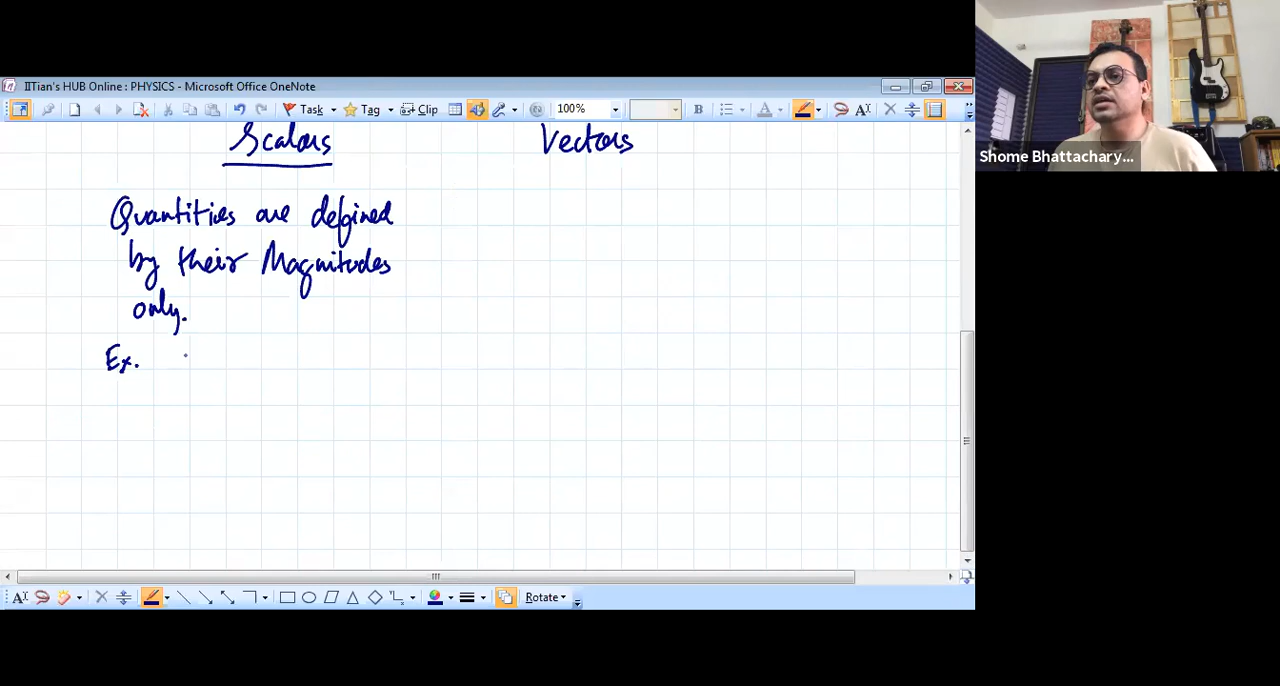 IITian's HUB Online : PHYSICS - Microsoft Office OneNote
Task Tag Clip 100% B
Scalars Vectors
Quantities are defined
by their Magnitudes
only.
Ex.
Rotate
Shome Bhattachary...